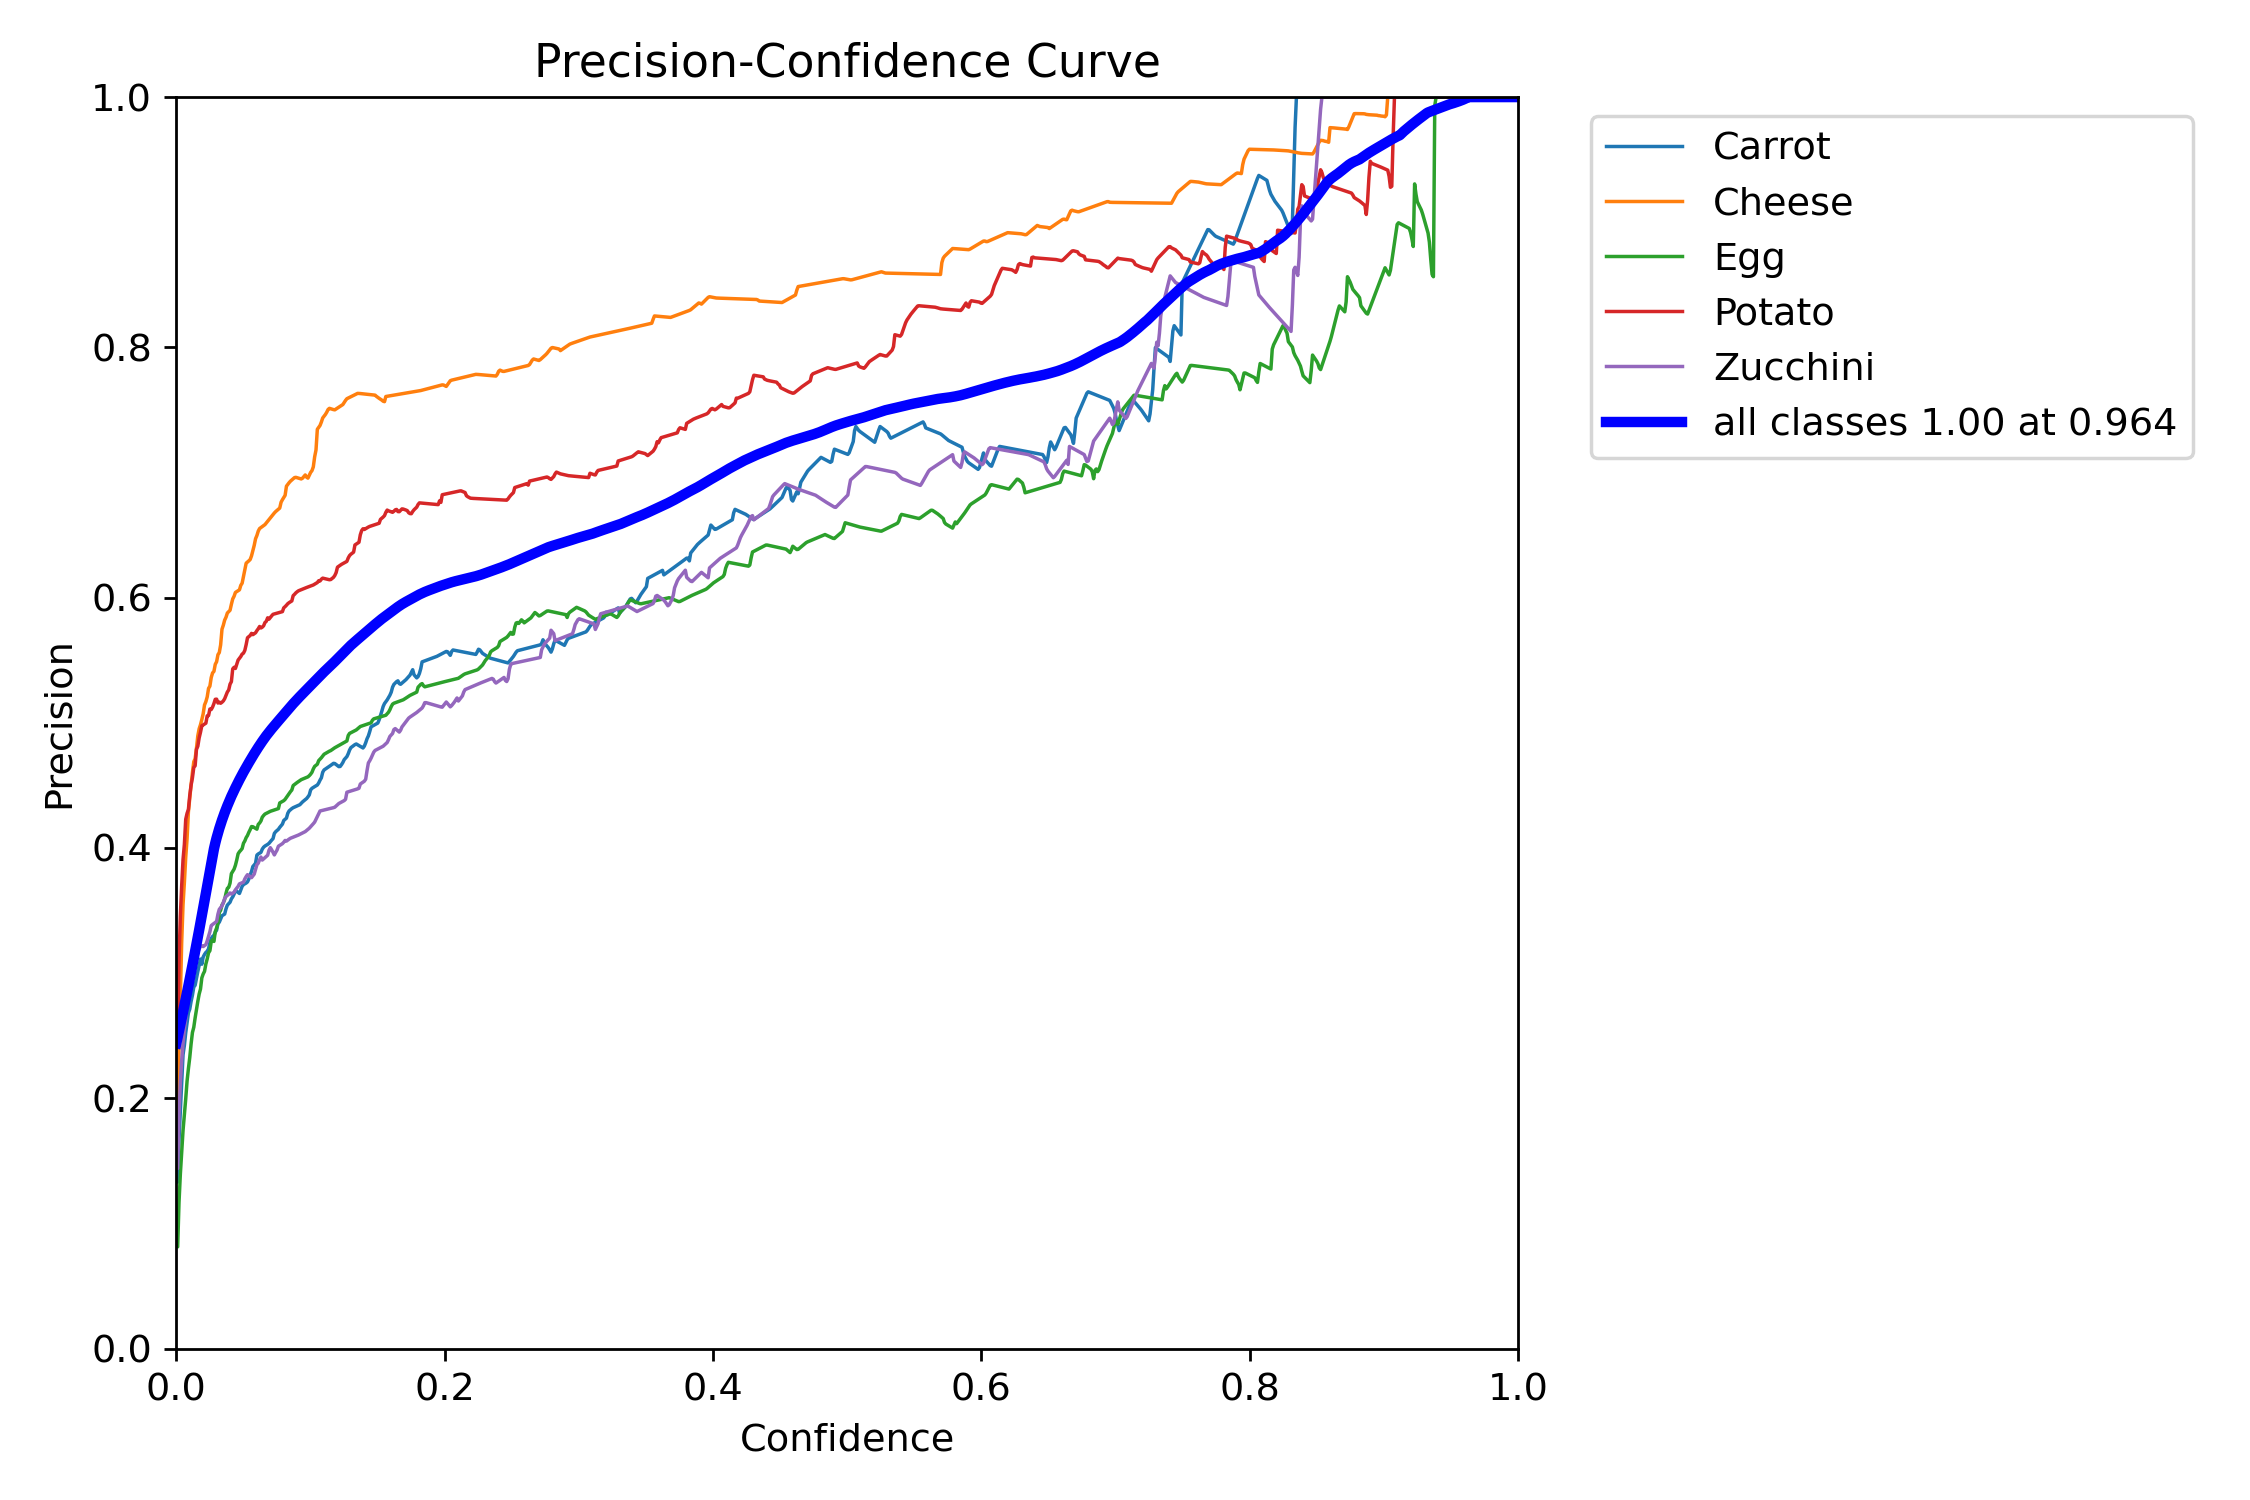 Precision-Confidence Curve
1.0
0.8
0.6
0.4
0.2
0.0
Precision
0.0 0.2 0.4 0.6 0.8 1.0
Confidence
Carrot
Cheese
Egg
Potato
Zucchini
all classes 1.00 at 0.964